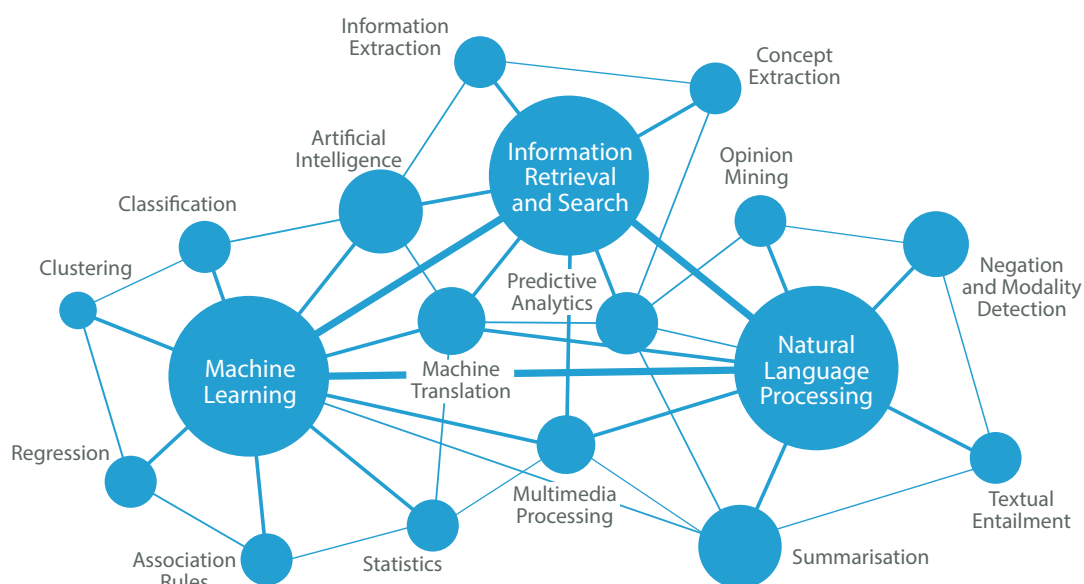 Information
Extraction
Concept
Extraction
Artificial
Intelligence
Information
Retrieval
and Search
Opinion
Mining
Classification
Clustering
Predictive
Analytics
Negation
and Modality
Detection
Machine
Learning
Machine
Translation
Natural
Language
Processing
Regression
Multimedia
Processing
Textual
Entailment
Association
Rules
Statistics
Summarisation